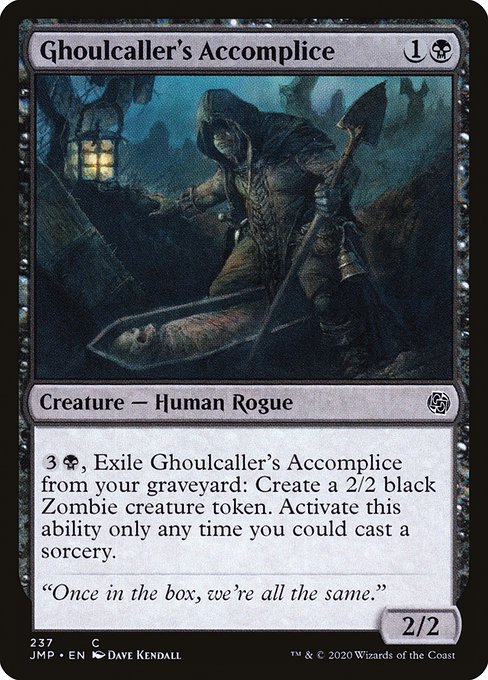 Ghoulcaller's Accomplice 1
Creature — Human Rogue
3, Exile Ghoulcaller's Accomplice
from your graveyard: Create a 2/2 black
Zombie creature token. Activate this
ability only any time you could cast a
sorcery.
“Once in the box, we're all the same.”
2/2
237 C
JMP • EN Dave Kendall
™ & © 2020 Wizards of the Coast